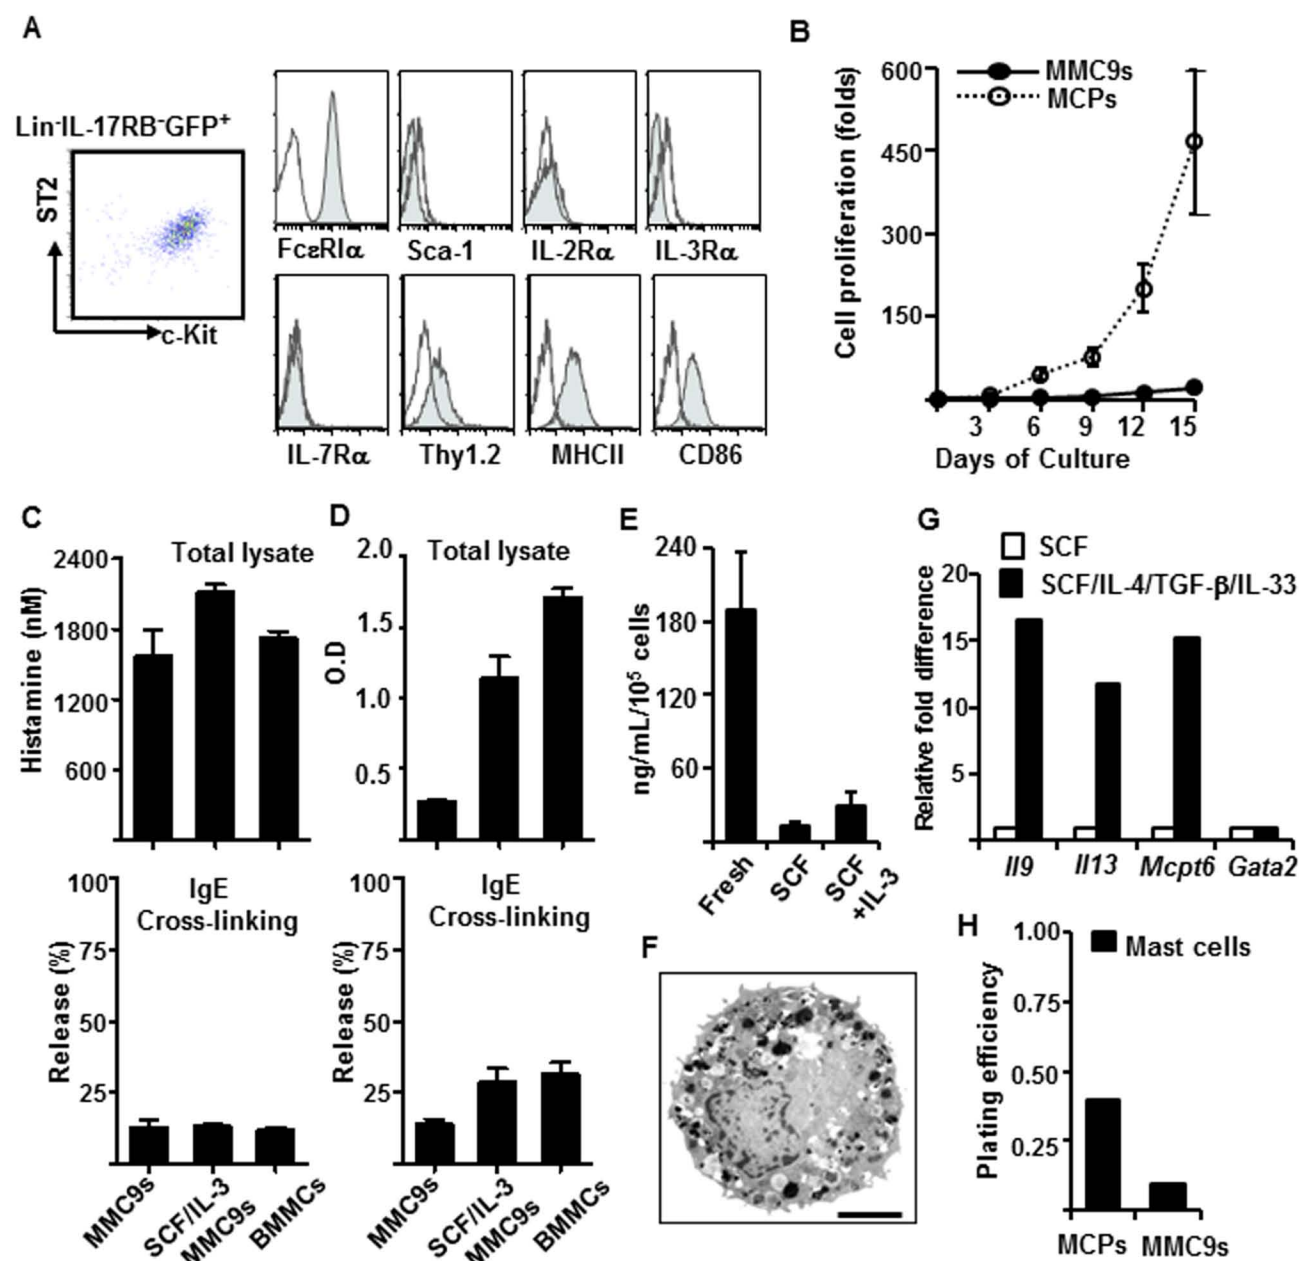 A
Lin-IL-17RB-GFP+
ST2
c-Kit
FcεRIα
Sca-1
IL-2Rα
IL-3Rα
IL-7Rα
Thy1.2
MHCII
CD86
B
Cell proliferation (folds)
600
450
300
150
MMC9s
MCPs
3
6
9
12
15
Days of Culture
C
Histamine (nM)
2400
1800
1200
600
Total lysate
Release (%)
100
75
50
25
IgE
Cross-linking
MMC9s
SCF/IL-3
MMC9s
BMMCs
D
O.D
2.0
1.5
1.0
0.5
Total lysate
Release (%)
100
75
50
25
IgE
Cross-linking
MMC9s
SCF/IL-3
MMC9s
BMMCs
E
ng/mL/10⁵ cells
240
180
120
60
Fresh
SCF
SCF
+IL-3
F
G
SCF
SCF/IL-4/TGF-β/IL-33
Relative fold difference
20
15
10
5
Il9
Il13
Mcpt6
Gata2
H
Plating efficiency
1.00
0.75
0.50
0.25
Mast cells
MCPs
MMC9s